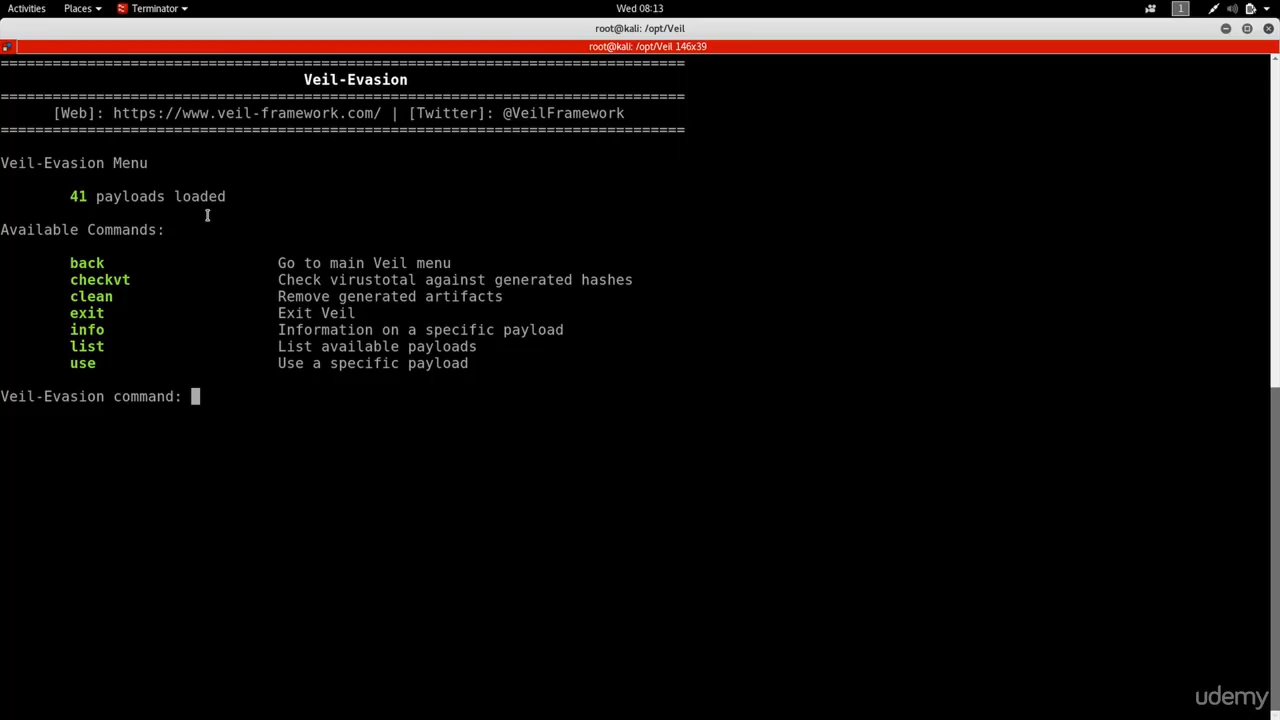 Activities Places Terminator Wed 08:13 1
root@kali: /opt/Veil
root@kali: /opt/Veil 146x39
===============================================================================
Veil-Evasion
===============================================================================
[Web]: https://www.veil-framework.com/ | [Twitter]: @VeilFramework
===============================================================================
Veil-Evasion Menu
41 payloads loaded
Available Commands:
back Go to main Veil menu
checkvt Check virustotal against generated hashes
clean Remove generated artifacts
exit Exit Veil
info Information on a specific payload
list List available payloads
use Use a specific payload
Veil-Evasion command:
udemy